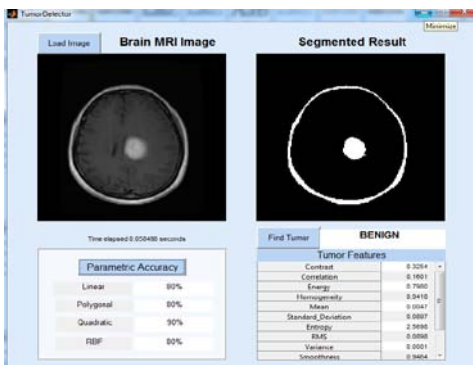 TumorDetector
Minimize
Load Image
Brain MRI Image
Segmented Result
Time elapsed 0.058498 seconds
Find Tumor
BENIGN
Parametric Accuracy
Linear 80%
Polygonal 80%
Quadratic 90%
RBF 80%
Tumor Features
Contrast 0.3254
Correlation 0.1601
Energy 0.7980
Homogeneity 0.9418
Mean 0.0047
Standard_Deviation 0.0897
Entropy 2.5698
RMS 0.0898
Variance 0.0081
Smoothness 0.9464